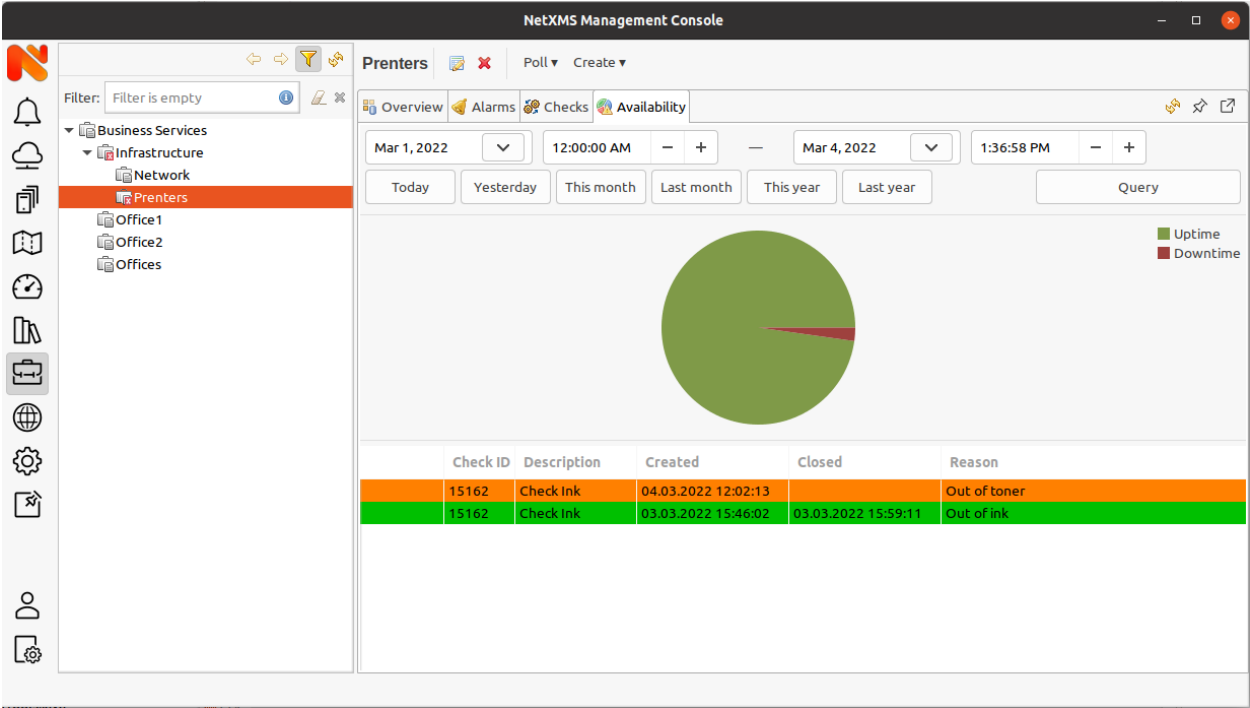 NetXMS Management Console
Prenters Poll ▾ Create ▾
Filter: Filter is empty
Overview Alarms Checks Availability
Business Services
Infrastructure
Network
Prenters
Office1
Office2
Offices
Mar 1, 2022 12:00:00 AM — Mar 4, 2022 1:36:58 PM
Today Yesterday This month Last month This year Last year Query
Uptime
Downtime
Check ID Description Created Closed Reason
15162 Check Ink 04.03.2022 12:02:13 Out of toner
15162 Check Ink 03.03.2022 15:46:02 03.03.2022 15:59:11 Out of ink